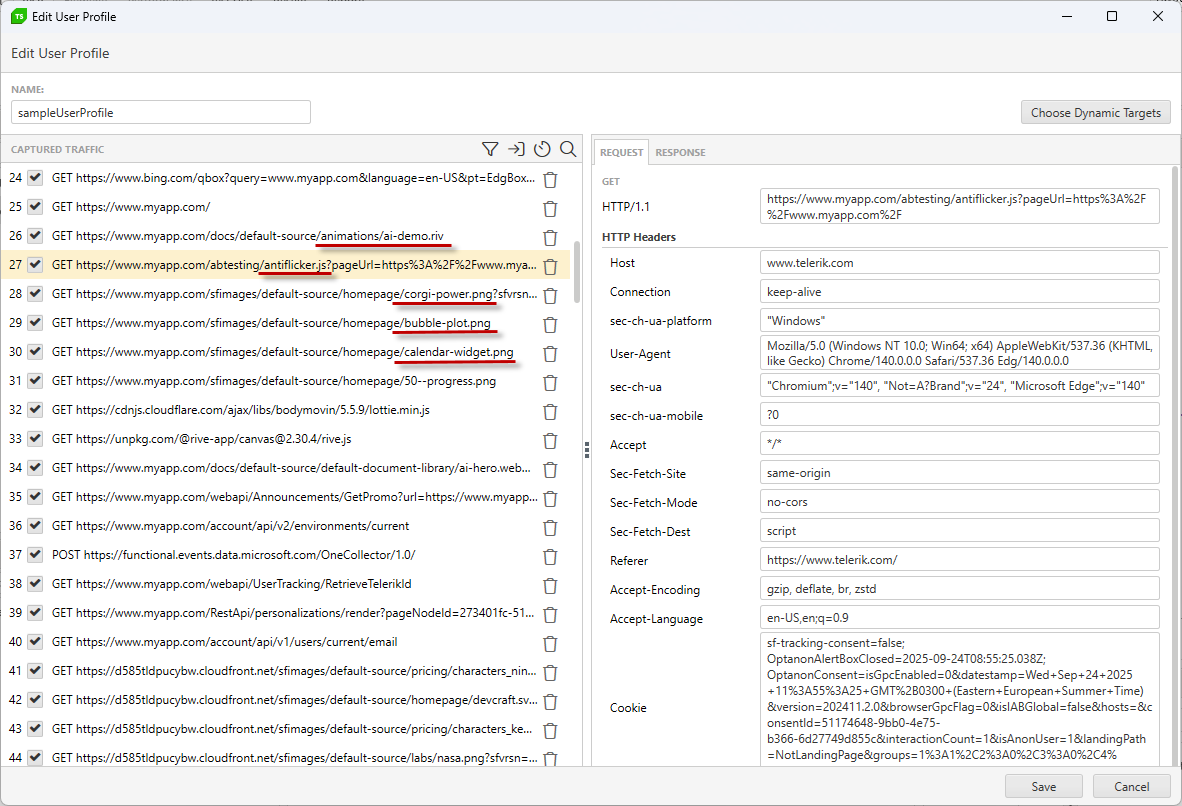 TS Edit User Profile
Edit User Profile
NAME:
sampleUserProfile
Choose Dynamic Targets
CAPTURED TRAFFIC
24 GET https://www.bing.com/qbox?query=www.myapp.com&language=en-US&pt=EdgBox...
25 GET https://www.myapp.com/
26 GET https://www.myapp.com/docs/default-source/animations/ai-demo.riv
27 GET https://www.myapp.com/abtesting/antiflicker.js?pageUrl=https%3A%2F%2Fwww.mya...
28 GET https://www.myapp.com/sfimages/default-source/homepage/corgi-power.png?sfvrsn...
29 GET https://www.myapp.com/sfimages/default-source/homepage/bubble-plot.png
30 GET https://www.myapp.com/sfimages/default-source/homepage/calendar-widget.png
31 GET https://www.myapp.com/sfimages/default-source/homepage/50--progress.png
32 GET https://cdnjs.cloudflare.com/ajax/libs/bodymovin/5.5.9/lottie.min.js
33 GET https://unpkg.com/@rive-app/canvas@2.30.4/rive.js
34 GET https://www.myapp.com/docs/default-source/default-document-library/ai-hero.web...
35 GET https://www.myapp.com/webapi/Announcements/GetPromo?url=https://www.myapp...
36 GET https://www.myapp.com/account/api/v2/environments/current
37 POST https://functional.events.data.microsoft.com/OneCollector/1.0/
38 GET https://www.myapp.com/webapi/UserTracking/RetrieveTelerikId
39 GET https://www.myapp.com/RestApi/personalizations/render?pageNodeId=273401fc-51...
40 GET https://www.myapp.com/account/api/v1/users/current/email
41 GET https://d585tldpucybw.cloudfront.net/sfimages/default-source/pricing/characters_nin...
42 GET https://d585tldpucybw.cloudfront.net/sfimages/default-source/homepage/devcraft.sv...
43 GET https://d585tldpucybw.cloudfront.net/sfimages/default-source/pricing/characters_ke...
44 GET https://d585tldpucybw.cloudfront.net/sfimages/default-source/labs/nasa.png?sfvrsn=...
REQUEST RESPONSE
GET
HTTP/1.1 https://www.myapp.com/abtesting/antiflicker.js?pageUrl=https%3A%2F
%2Fwww.myapp.com%2F
HTTP Headers
Host www.telerik.com
Connection keep-alive
sec-ch-ua-platform "Windows"
User-Agent Mozilla/5.0 (Windows NT 10.0; Win64; x64) AppleWebKit/537.36 (KHTML,
like Gecko) Chrome/140.0.0.0 Safari/537.36 Edg/140.0.0.0
sec-ch-ua "Chromium";v="140", "Not=A?Brand";v="24", "Microsoft Edge";v="140"
sec-ch-ua-mobile ?0
Accept */*
Sec-Fetch-Site same-origin
Sec-Fetch-Mode no-cors
Sec-Fetch-Dest script
Referer https://www.telerik.com/
Accept-Encoding gzip, deflate, br, zstd
Accept-Language en-US,en;q=0.9
Cookie sf-tracking-consent=false;
OptanonAlertBoxClosed=2025-09-24T08:55:25.038Z;
OptanonConsent=isGpcEnabled=0&datestamp=Wed+Sep+24+2025
+11%3A55%3A25+GMT%2B0300+(Eastern+European+Summer+Time)
&version=202411.2.0&browserGpcFlag=0&isIABGlobal=false&hosts=&c
onsentId=51174648-9bb0-4e75-
b366-6d27749d855c&interactionCount=1&isAnonUser=1&landingPath
=NotLandingPage&groups=1%3A1%2C2%3A0%2C3%3A0%2C4%
Save Cancel